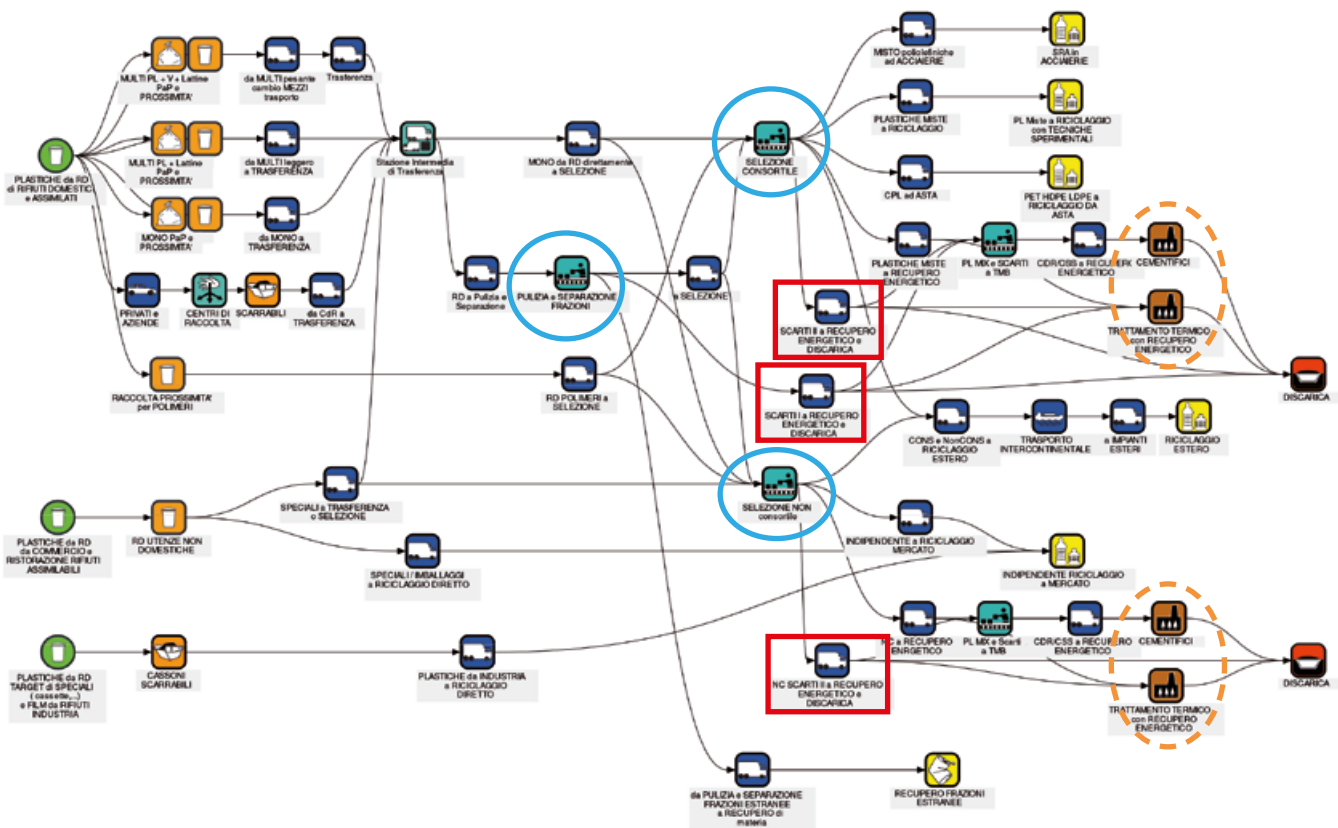 MULTI PL + V + Lattine
PaP e
PROSSIMITA'
da MULTI pesante
cambio MEZZI
trasporto
Trasferenza
MISTO poliolefiniche
ad ACCIAIERIE
SRA in
ACCIAIERIE
PLASTICHE da RD
di RIFIUTI DOMESTIC
e ASSIMILATI
MULTI PL + Lattine
PaP e
PROSSIMITA'
da MULTI leggero
a TRASFERENZA
Stazione Intermedia
di Trasferenza
MONO da RD direttamente
a SELEZIONE
SELEZIONE
CONSORTILE
PLASTICHE MISTE
a RICICLAGGIO
PL Miste a RICICLAGGIO
con TECNICHE
SPERIMENTALI
CPL ad ASTA
PET HDPE LDPE a
RICICLAGGIO DA
ASTA
MONO PaP e
PROSSIMITA'
da MONO a
TRASFERENZA
PLASTICHE MISTE
a RECUPERO
ENERGETICO
PL MIX e SCARTI
a TMB
CDR/CSS a RECUPERO
ENERGETICO
CEMENTIFICI
PRIVATI e
AZIENDE
CENTRI DI
RACCOLTA
SCARRABILI
da CdR a
TRASFERENZA
RD a Pulizia e
Separazione
PULIZIA e SEPARAZIONE
FRAZIONI
a SELEZIONE
SCARTI II a RECUPERO
ENERGETICO e
DISCARICA
TRATTAMENTO TERMICO
con RECUPERO
ENERGETICO
RACCOLTA PROSSIMITA'
per POLIMERI
RD POLIMERI a
SELEZIONE
SCARTI I a RECUPERO
ENERGETICO e
DISCARICA
DISCARICA
CONS e NonCONS a
RICICLAGGIO
ESTERO
TRASPORTO
INTERCONTINENTALE
a IMPIANTI
ESTERI
RICICLAGGIO
ESTERO
PLASTICHE da RD
da COMMERCIO e
RISTORAZIONE RIFIUTI
ASSIMILABILI
RD UTENZE NON
DOMESTICHE
SPECIALI a TRASFERENZA
o SELEZIONE
SELEZIONE NON
consortile
SPECIALI / IMBALLAGGI
a RICICLAGGIO DIRETTO
INDIPENDENTE a RICICLAGGIO
MERCATO
INDIPENDENTE RICICLAGGIO
a MERCATO
PLASTICHE da RD
TARGET di SPECIALI
( cassette,...)
e FILM da RIFIUTI
INDUSTRIA
CASSONI
SCARRABILI
PLASTICHE da INDUSTRIA
a RICICLAGGIO
DIRETTO
NC a RECUPERO
ENERGETICO
PL MIX e Scarti
a TMB
CDR/CSS a RECUPERO
ENERGETICO
CEMENTIFICI
NC SCARTI II a RECUPERO
ENERGETICO e
DISCARICA
TRATTAMENTO TERMICO
con RECUPERO
ENERGETICO
DISCARICA
da PULIZIA e SEPARAZIONE
FRAZIONI ESTRANEE
a RECUPERO di
materia
RECUPERO FRAZIONI
ESTRANEE